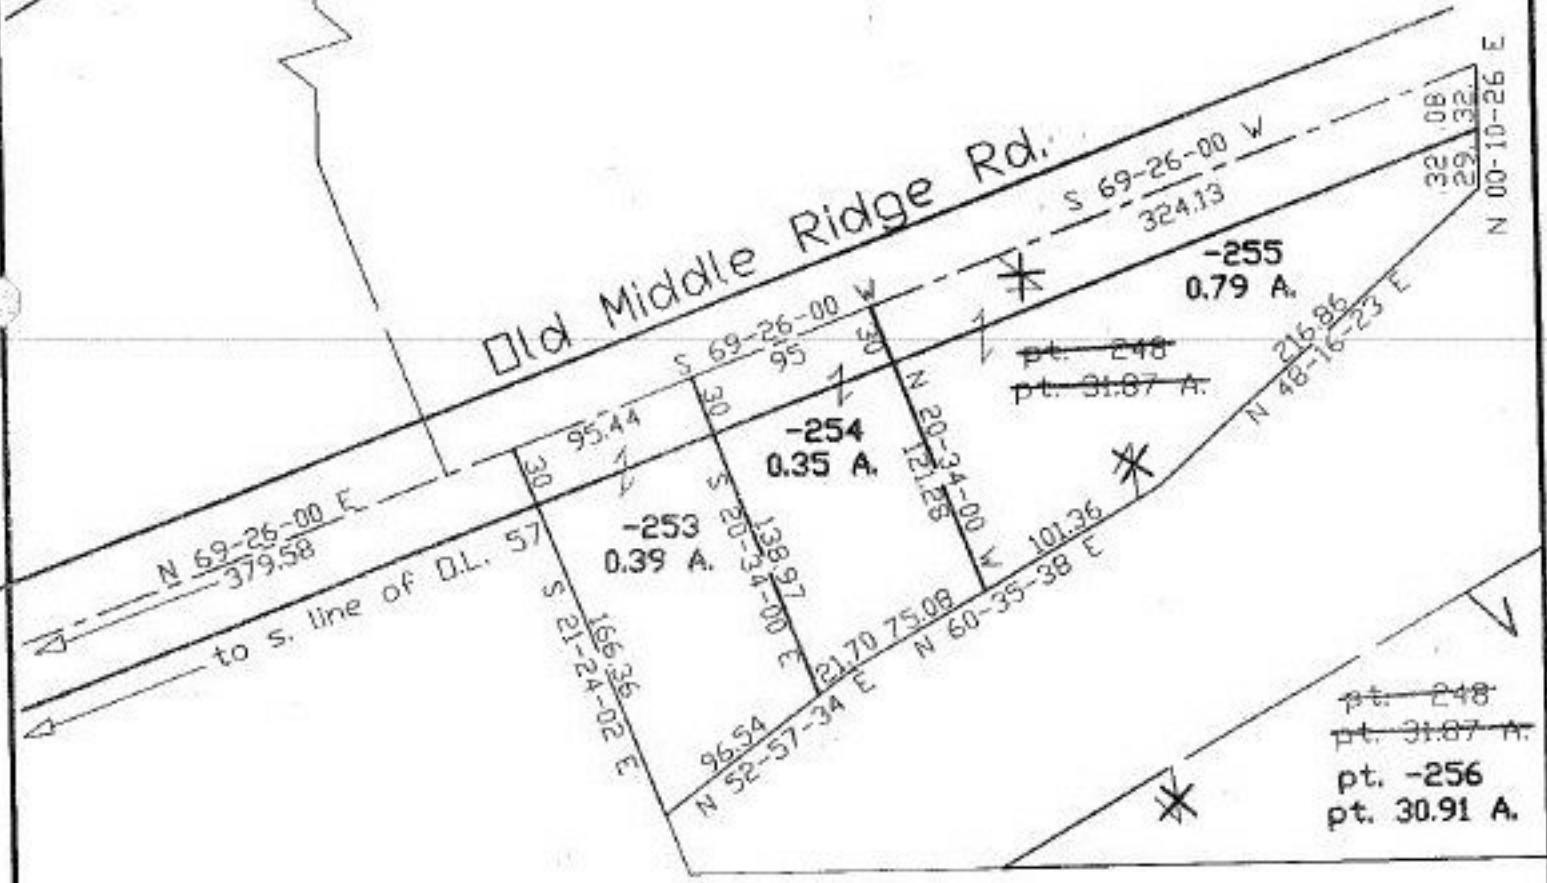 Old Middle Ridge Rd.
S 69-26-00 W
324.13
32.08
29.32
N 00-10-26 E
-255
0.79 A.
S 69-26-00 W
95
30
pt. -248
pt. 31.87 A.
216.86
N 48-16-23 E
95.44
30
-254
0.35 A.
N 20-34-00 W
121.28
30
N 69-26-00 E
379.58
to s. line of O.L. 57
-253
0.39 A.
S 20-34-00 E
138.97
101.36
75.08
N 60-35-38 E
21.70
S 21-24-02 E
166.36
96.54
N 52-57-34 E
pt. -248
pt. 31.87 A.
pt. -256
pt. 30.91 A.